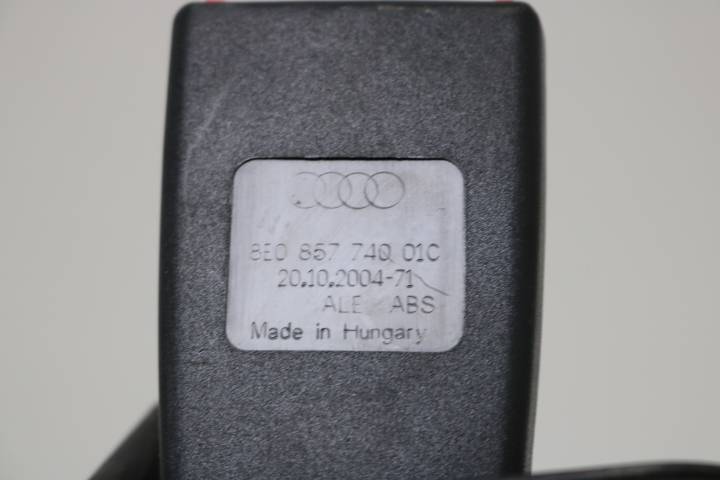 8E0 857 740 01C
20.10.2004-71
ALE ABS
Made in Hungary